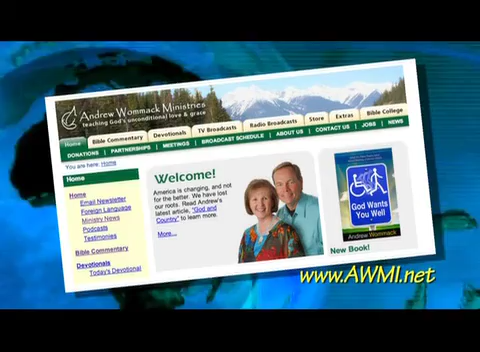 Andrew Wommack Ministries
teaching God's unconditional love & grace
Home
Bible Commentary
Devotionals
TV Broadcasts
Radio Broadcasts
Store
Extras
Bible College
DONATIONS | PARTNERSHIPS | MEETINGS | BROADCAST SCHEDULE | ABOUT US | CONTACT US | JOBS | NEWS
You are here: Home
Home
Home
Email Newsletter
Foreign Language
Ministry News
Podcasts
Testimonies
Bible Commentary
Devotionals
Today's Devotional
Welcome!
America is changing, and not
for the better. We have lost
our roots. Read Andrew's
latest article, "God and
Country" to learn more.
More...
God Wants
You Well
Andrew Wommack
New Book!
www.AWMI.net